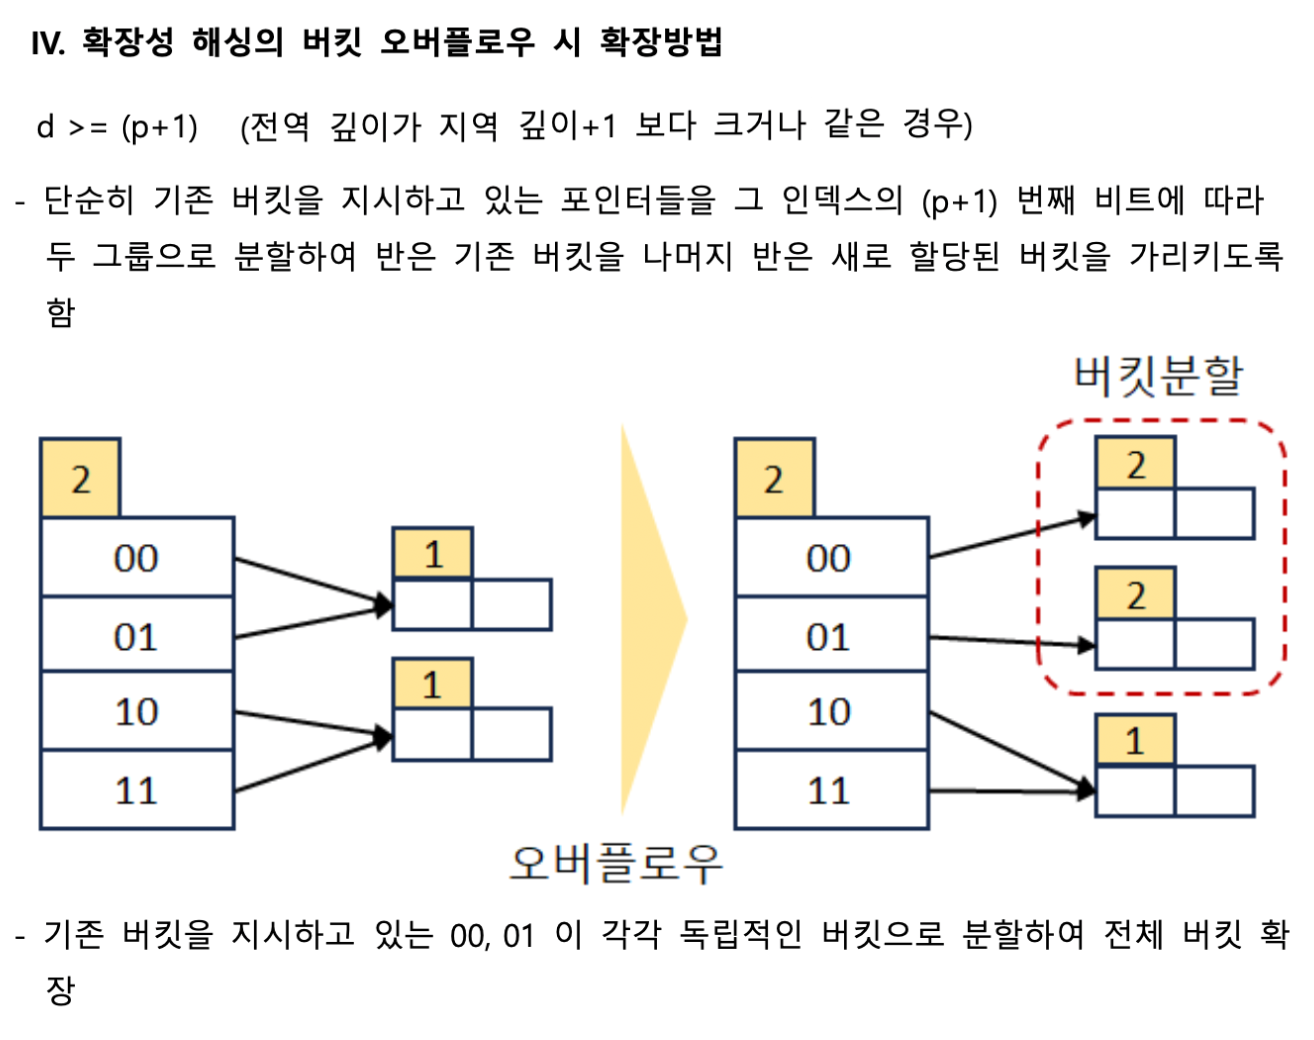 IV. 확장성 해싱의 버킷 오버플로우 시 확장방법
d >= (p+1) (전역 깊이가 지역 깊이+1 보다 크거나 같은 경우)
- 단순히 기존 버킷을 지시하고 있는 포인터들을 그 인덱스의 (p+1) 번째 비트에 따라
두 그룹으로 분할하여 반은 기존 버킷을 나머지 반은 새로 할당된 버킷을 가리키도록
함
버킷분할
2
00
01
10
11
1
1
2
00
01
10
11
2
2
1
오버플로우
- 기존 버킷을 지시하고 있는 00, 01 이 각각 독립적인 버킷으로 분할하여 전체 버킷 확
장